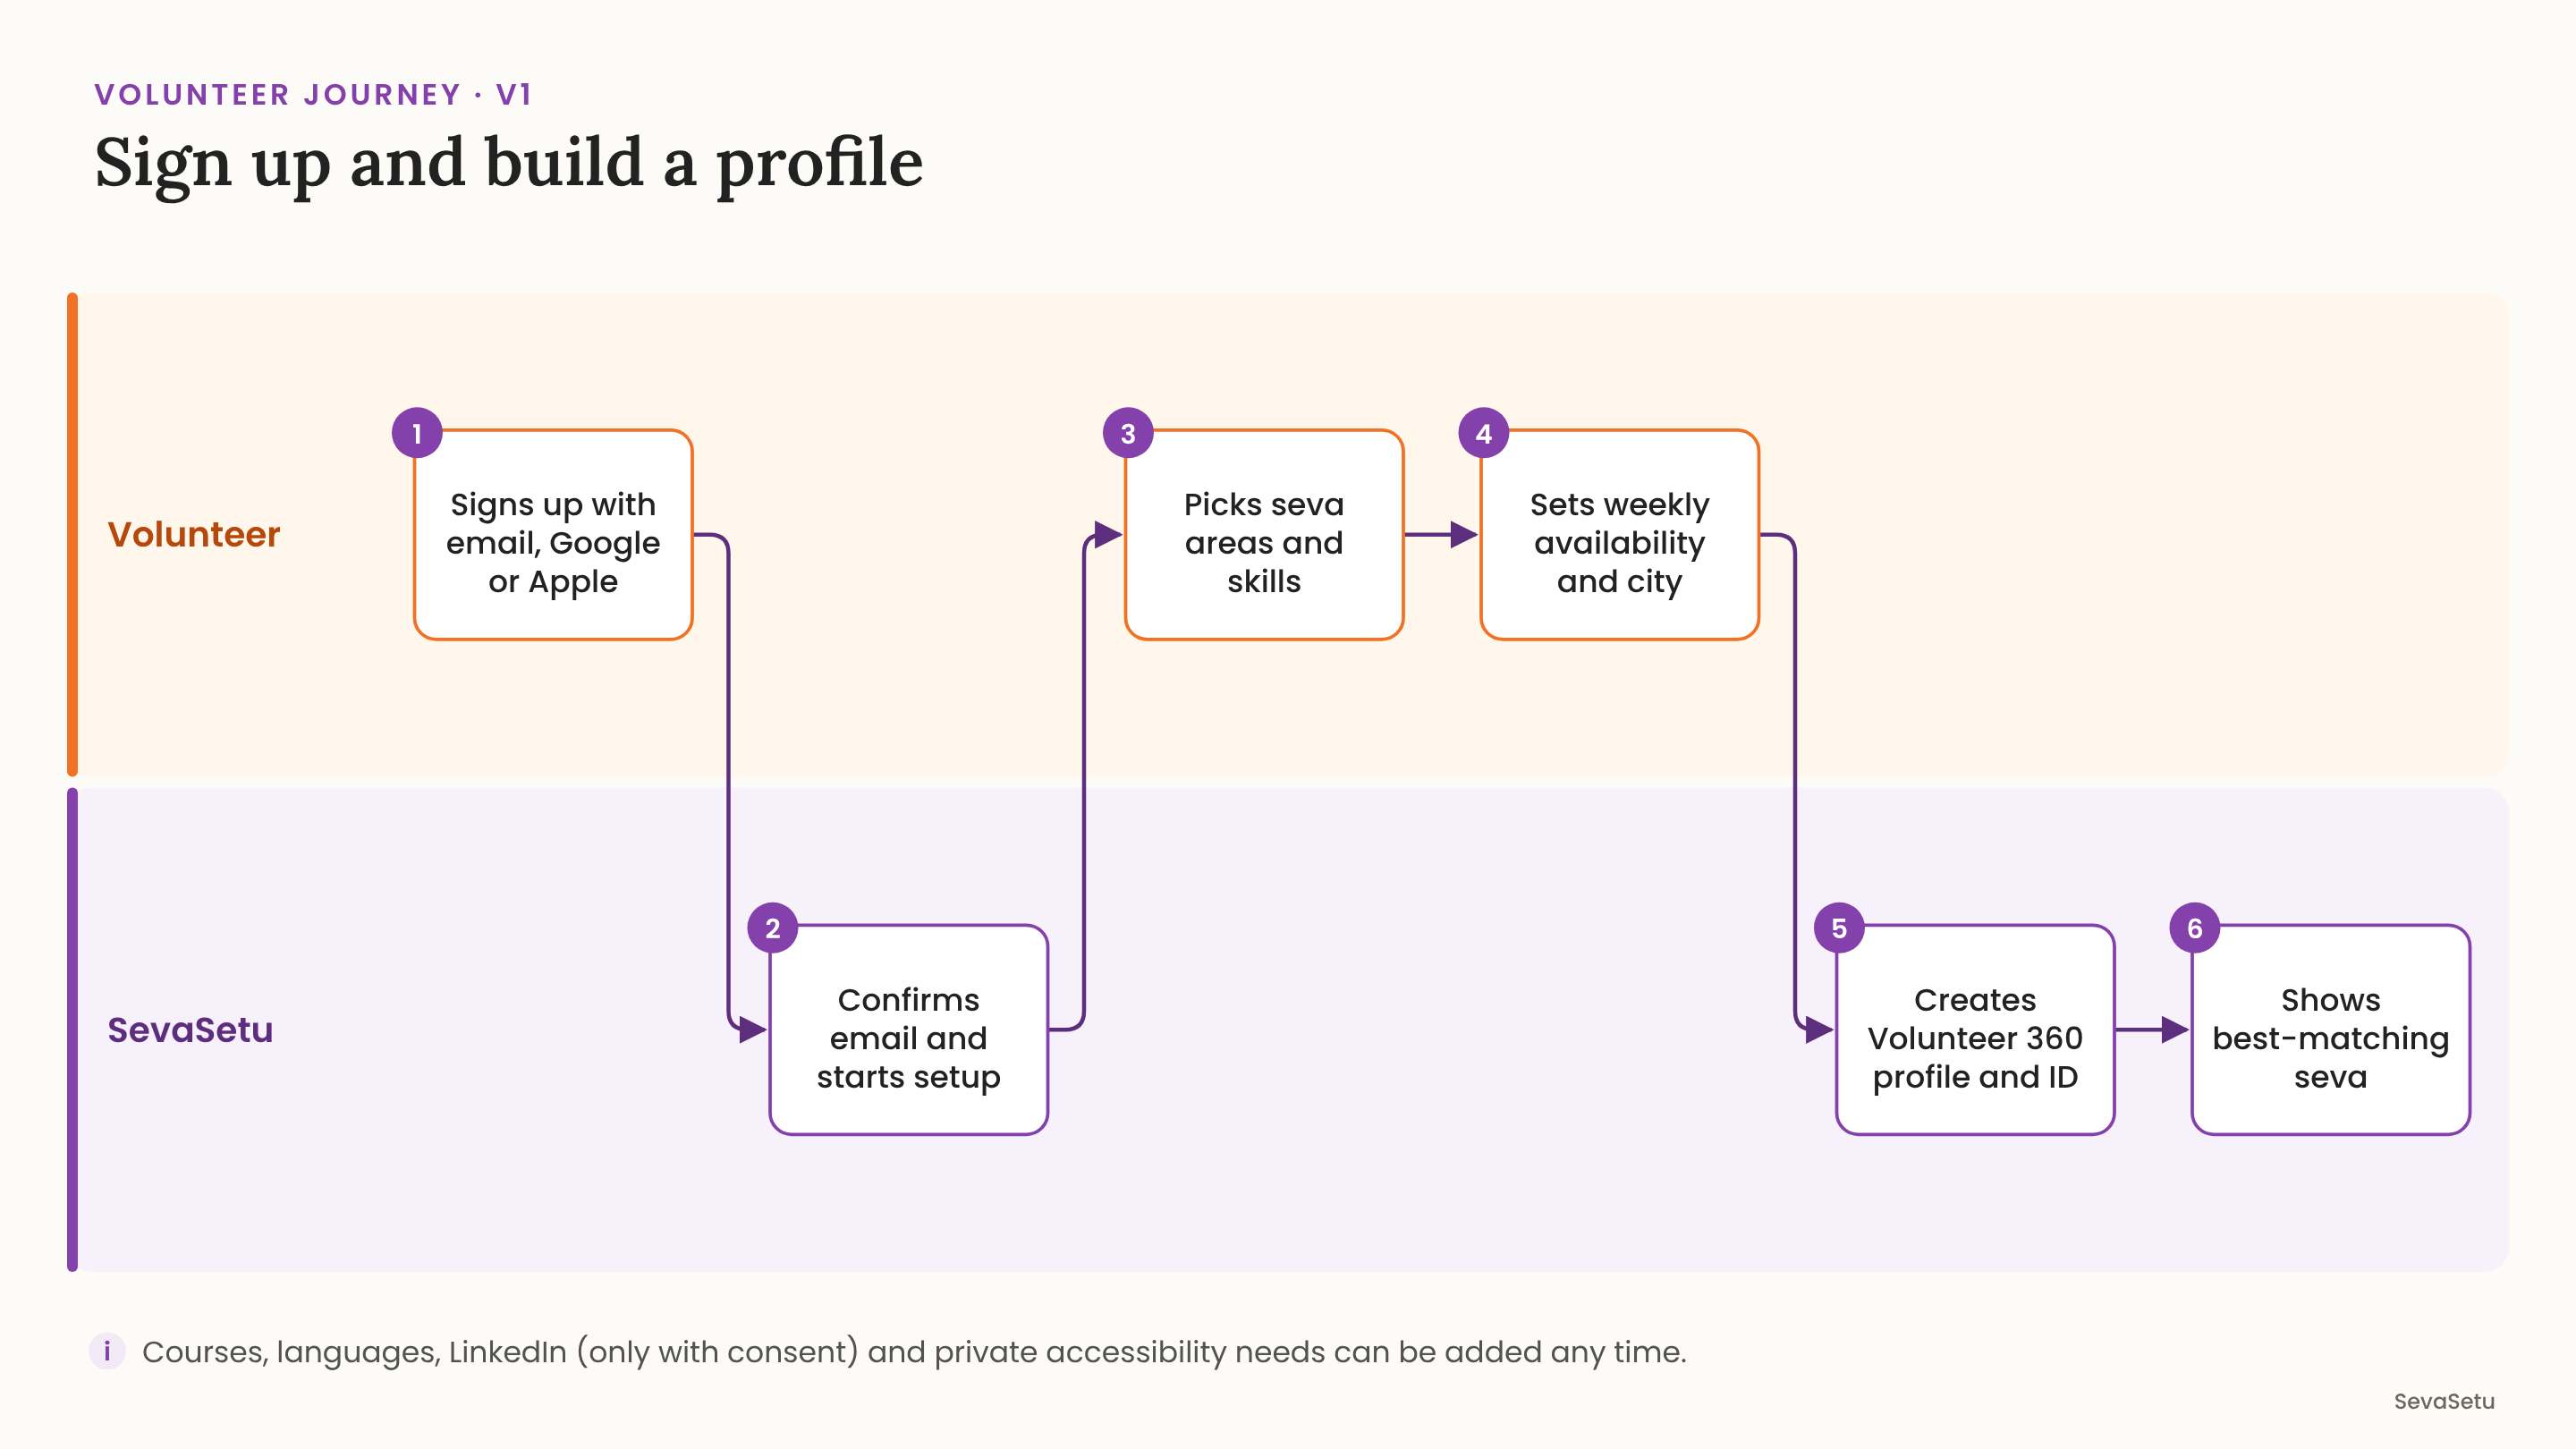 VOLUNTEER JOURNEY · V1
Sign up and build a profile
Volunteer
1
Signs up with
email, Google
or Apple
3
Picks seva
areas and
skills
4
Sets weekly
availability
and city
SevaSetu
2
Confirms
email and
starts setup
5
Creates
Volunteer 360
profile and ID
6
Shows
best-matching
seva
i Courses, languages, LinkedIn (only with consent) and private accessibility needs can be added any time.
SevaSetu